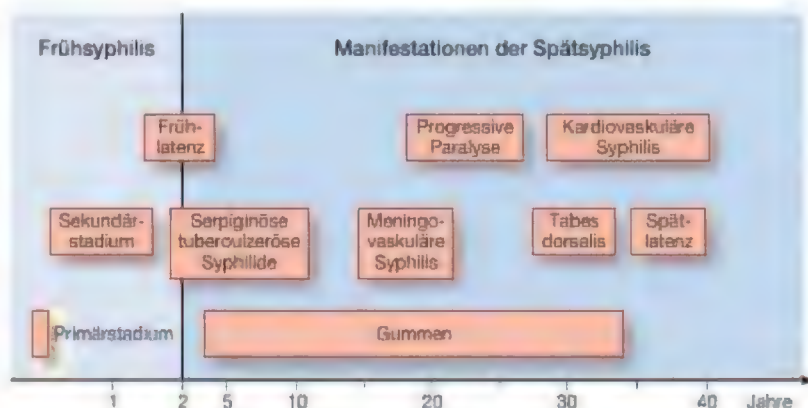 Frühsyphilis
Manifestationen der Spätsyphilis
Früh-
latenz
Progressive
Paralyse
Kardiovaskuläre
Syphilis
Sekundär-
stadium
Serpiginöse
tuberoulzeröse
Syphilide
Meningo-
vaskuläre
Syphilis
Tabes
dorsalis
Spät-
latenz
Primärstadium
Gummen
1 2 5 10 20 30 40 Jahre